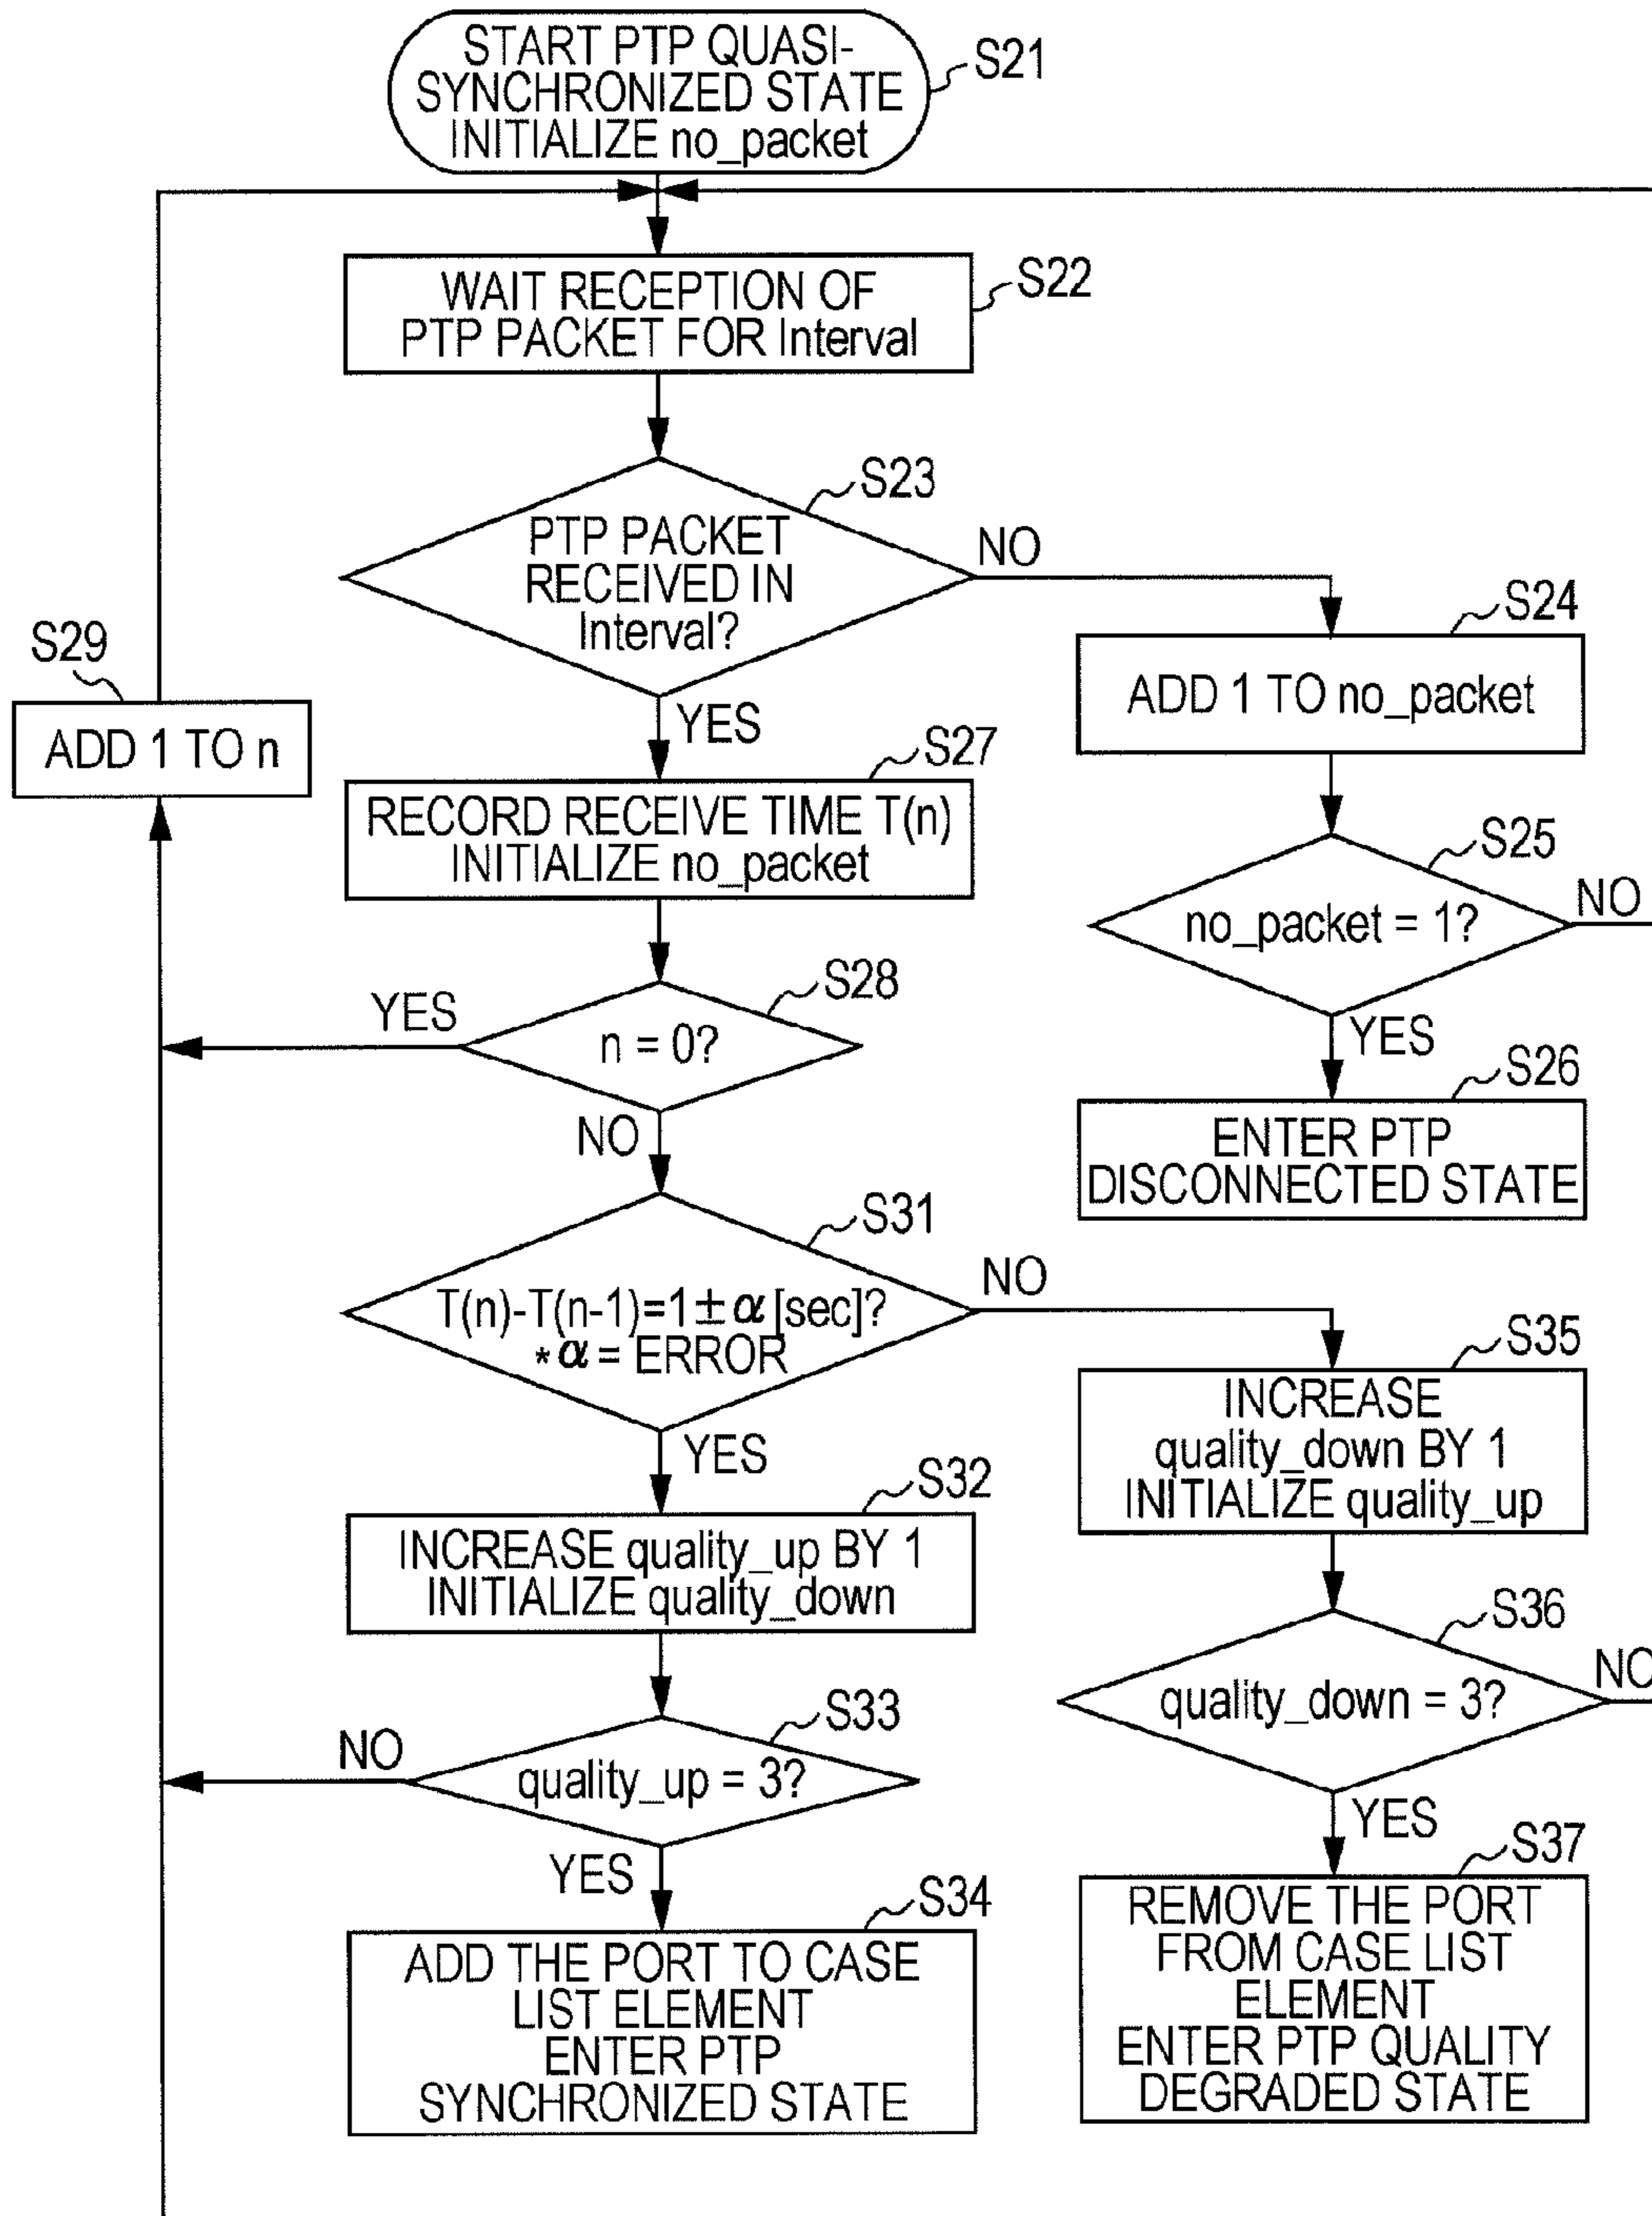 START PTP QUASI-
SYNCHRONIZED STATE
INITIALIZE no_packet
S21
WAIT RECEPTION OF
PTP PACKET FOR Interval
S22
PTP PACKET
RECEIVED IN
Interval?
S23
NO
YES
S24
ADD 1 TO no_packet
S29
ADD 1 TO n
S27
RECORD RECEIVE TIME T(n)
INITIALIZE no_packet
S25
no_packet = 1?
NO
YES
S28
n = 0?
YES
NO
S26
ENTER PTP
DISCONNECTED STATE
S31
T(n)-T(n-1)=1±α [sec]?
*α = ERROR
NO
YES
S35
INCREASE
quality_down BY 1
INITIALIZE quality_up
S32
INCREASE quality_up BY 1
INITIALIZE quality_down
S36
quality_down = 3?
NO
YES
S33
quality_up = 3?
NO
YES
S34
ADD THE PORT TO CASE
LIST ELEMENT
ENTER PTP
SYNCHRONIZED STATE
S37
REMOVE THE PORT
FROM CASE LIST
ELEMENT
ENTER PTP QUALITY
DEGRADED STATE